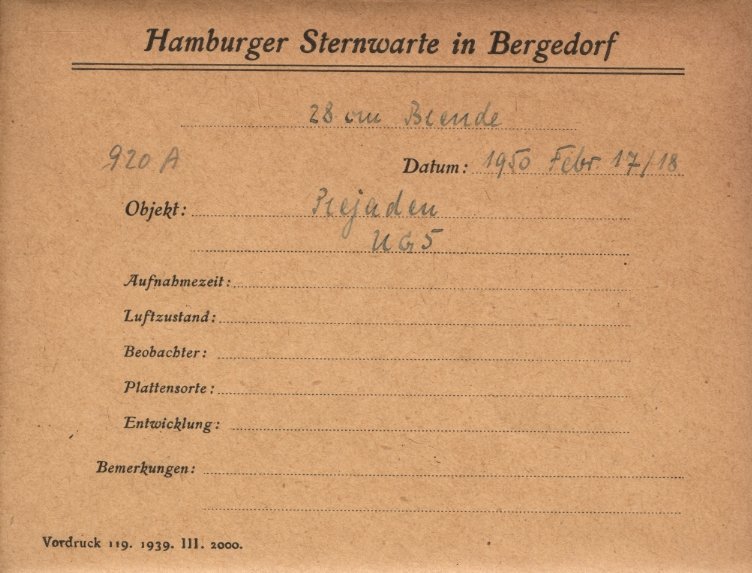 Hamburger Sternwarte in Bergedorf
28 cm Blende
920 A Datum: 1950 Febr 17/18
Objekt: Plejaden
UG5
Aufnahmezeit:
Luftzustand:
Beobachter:
Plattensorte:
Entwicklung:
Bemerkungen:
Vordruck 119. 1939. III. 2000.